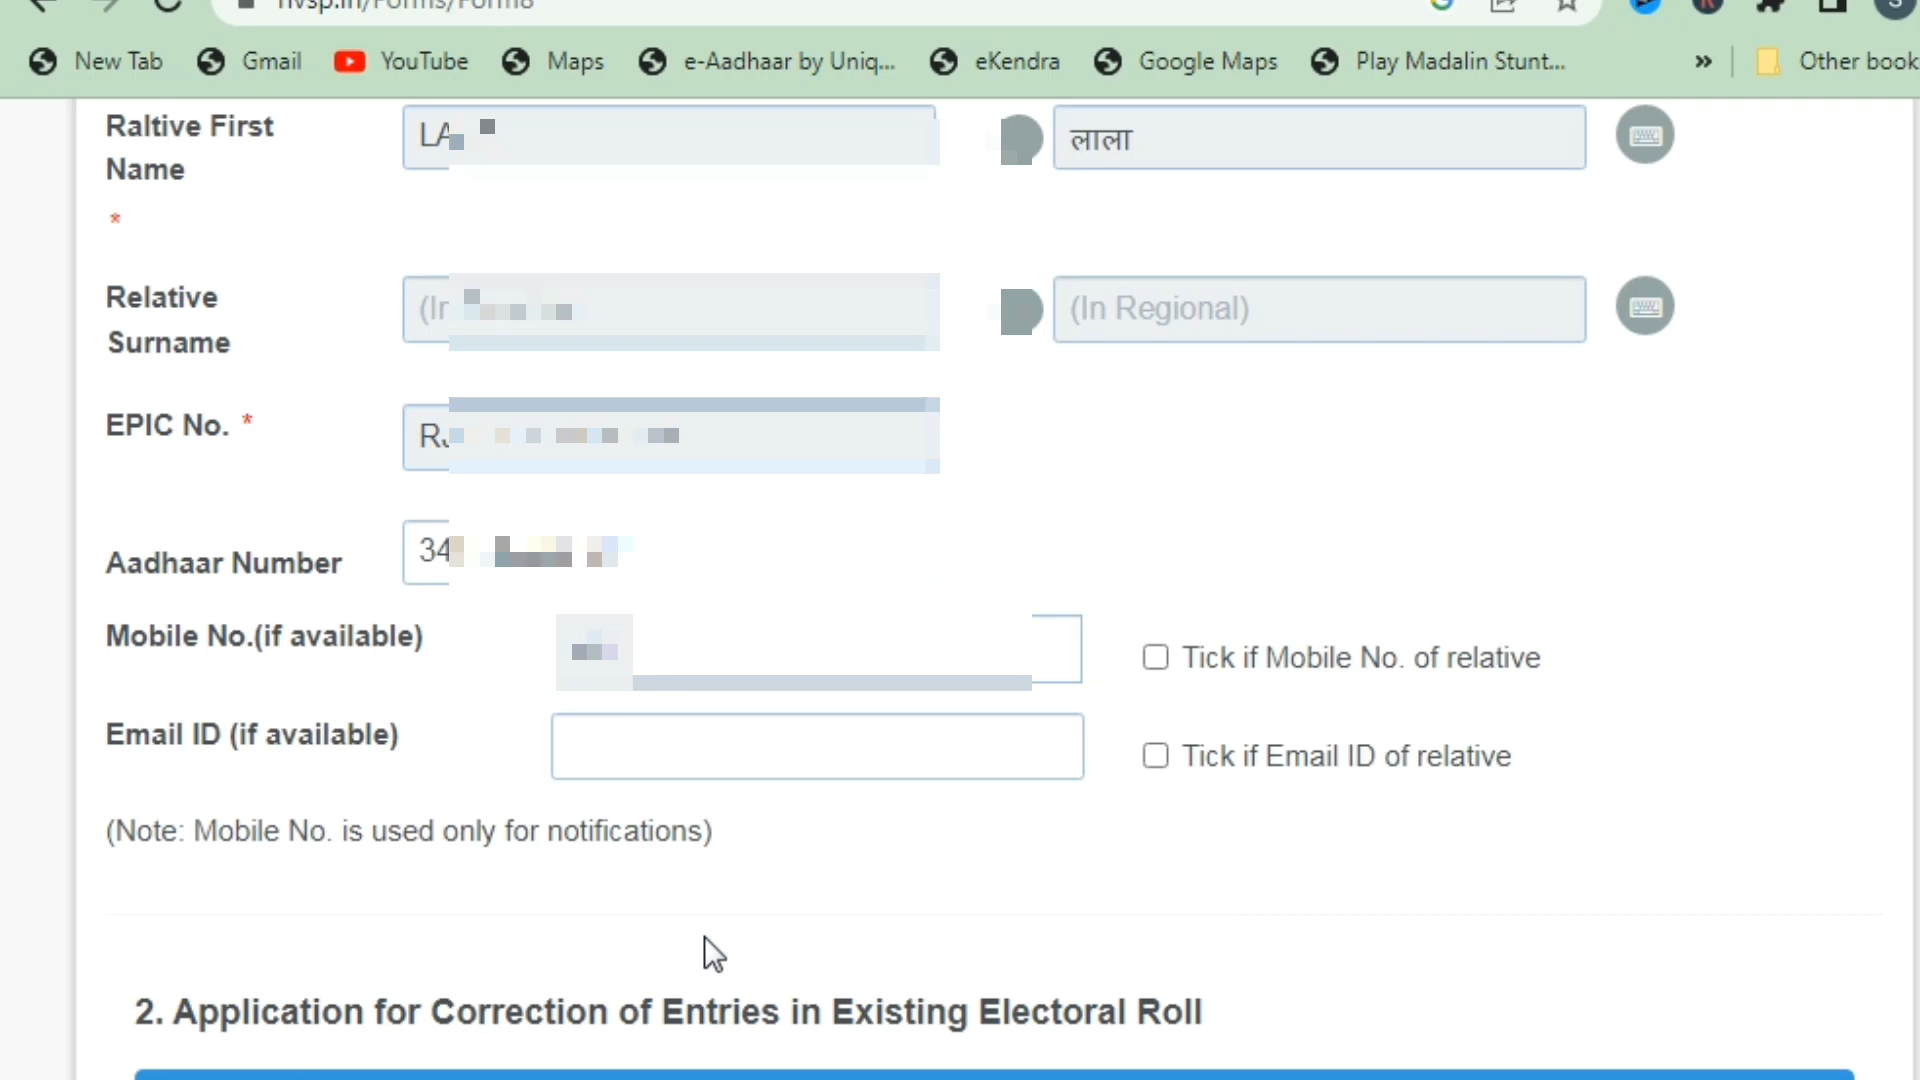 New Tab Gmail YouTube Maps e-Aadhaar by Uniq... eKendra Google Maps Play Madalin Stunt... » Other book
Raltive First
Name
*
LA
लाला
Relative
Surname
(In Regional)
EPIC No. *
Aadhaar Number
34
Mobile No.(if available)
Tick if Mobile No. of relative
Email ID (if available)
Tick if Email ID of relative
(Note: Mobile No. is used only for notifications)
2. Application for Correction of Entries in Existing Electoral Roll